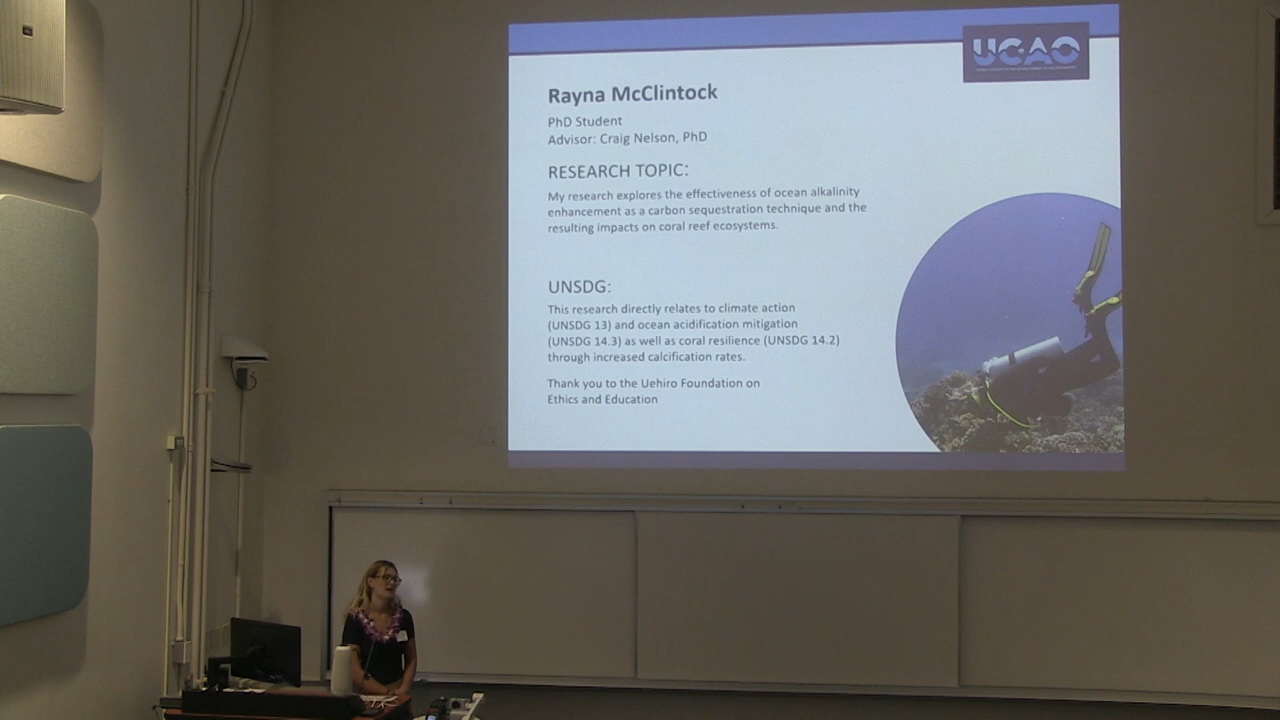 UCAO
Rayna McClintock
PhD Student
Advisor: Craig Nelson, PhD
RESEARCH TOPIC:
My research explores the effectiveness of ocean alkalinity
enhancement as a carbon sequestration technique and the
resulting impacts on coral reef ecosystems.
UNSDG:
This research directly relates to climate action
(UNSDG 13) and ocean acidification mitigation
(UNSDG 14.3) as well as coral resilience (UNSDG 14.2)
through increased calcification rates.
Thank you to the Uehiro Foundation on
Ethics and Education